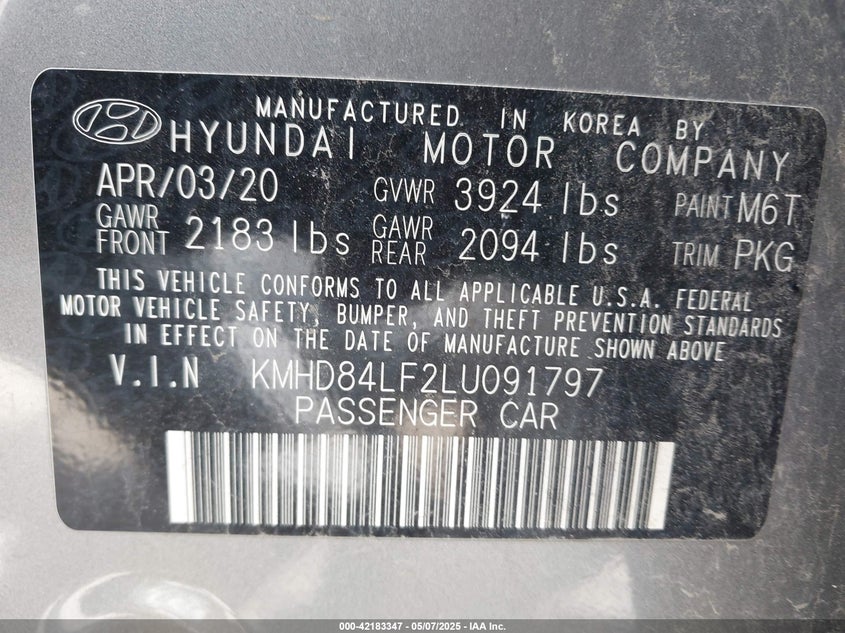 MANUFACTURED IN KOREA BY
HYUNDAI MOTOR COMPANY
APR/03/20 GVWR 3924 lbs PAINT M6T
GAWR FRONT 2183 lbs GAWR REAR 2094 lbs TRIM PKG
THIS VEHICLE CONFORMS TO ALL APPLICABLE U.S.A. FEDERAL
MOTOR VEHICLE SAFETY, BUMPER, AND THEFT PREVENTION STANDARDS
IN EFFECT ON THE DATE OF MANUFACTURE SHOWN ABOVE
V.I.N KMHD84LF2LU091797
PASSENGER CAR
000-42183347 - 05/07/2025 - IAA Inc.